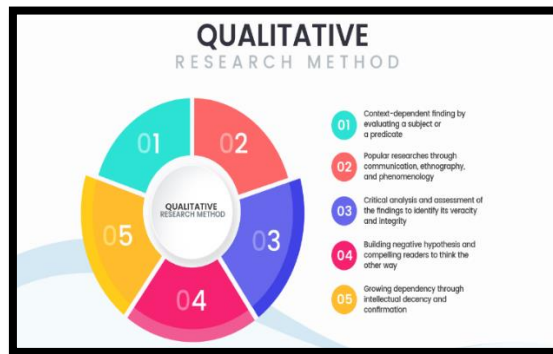 QUALITATIVE
RESEARCH METHOD
01
02
03
04
05
QUALITATIVE
RESEARCH METHOD
01
Context-dependent finding by
evaluating a subject or
a predicate
02
Popular researches through
communication, ethnography,
and phenomenology
03
Critical analysis and assessment of
the findings to identify its veracity
and integrity
04
Building negative hypothesis and
compelling readers to think the
other way
05
Growing dependency through
intellectual decency and
confirmation